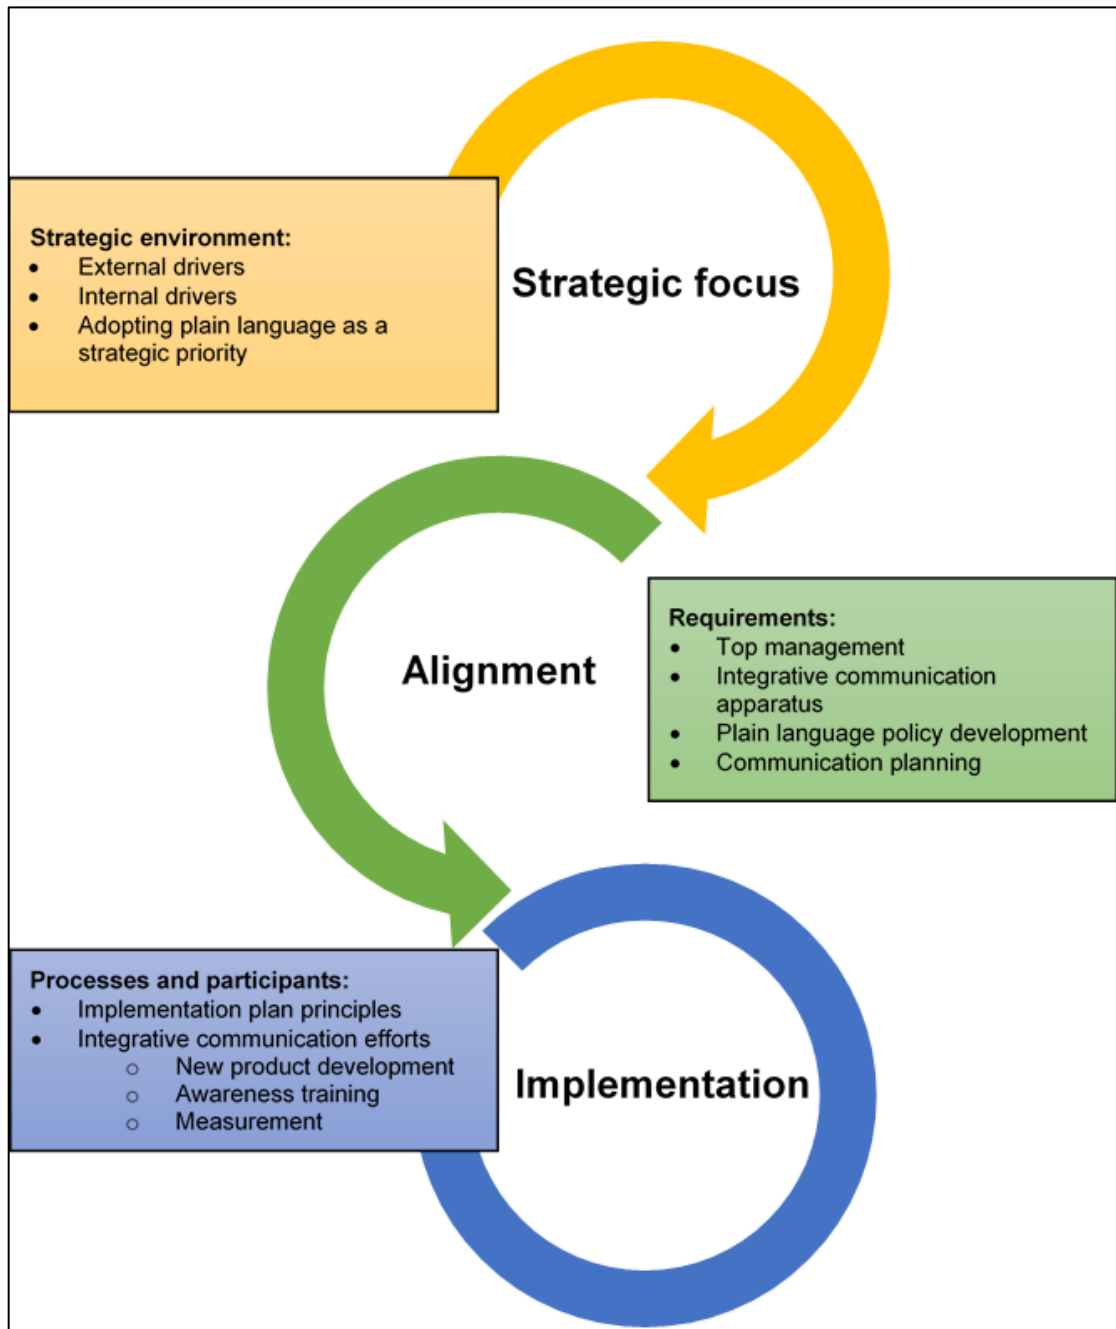 Strategic environment:
• External drivers
• Internal drivers
• Adopting plain language as a
strategic priority
Strategic focus
Alignment
Requirements:
• Top management
• Integrative communication
apparatus
• Plain language policy development
• Communication planning
Processes and participants:
• Implementation plan principles
• Integrative communication efforts
o New product development
o Awareness training
o Measurement
Implementation